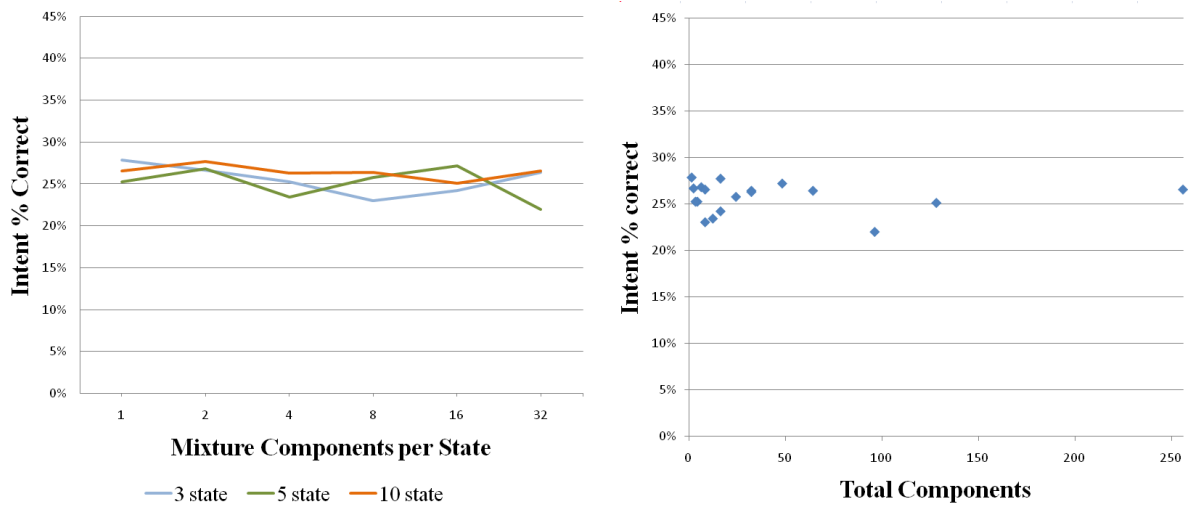 45%
40%
35%
30%
25%
20%
15%
10%
5%
0%
Intent % Correct
1 2 4 8 16 32
Mixture Components per State
3 state 5 state 10 state
45%
40%
35%
30%
25%
20%
15%
10%
5%
0%
Intent % correct
0 50 100 150 200 250
Total Components